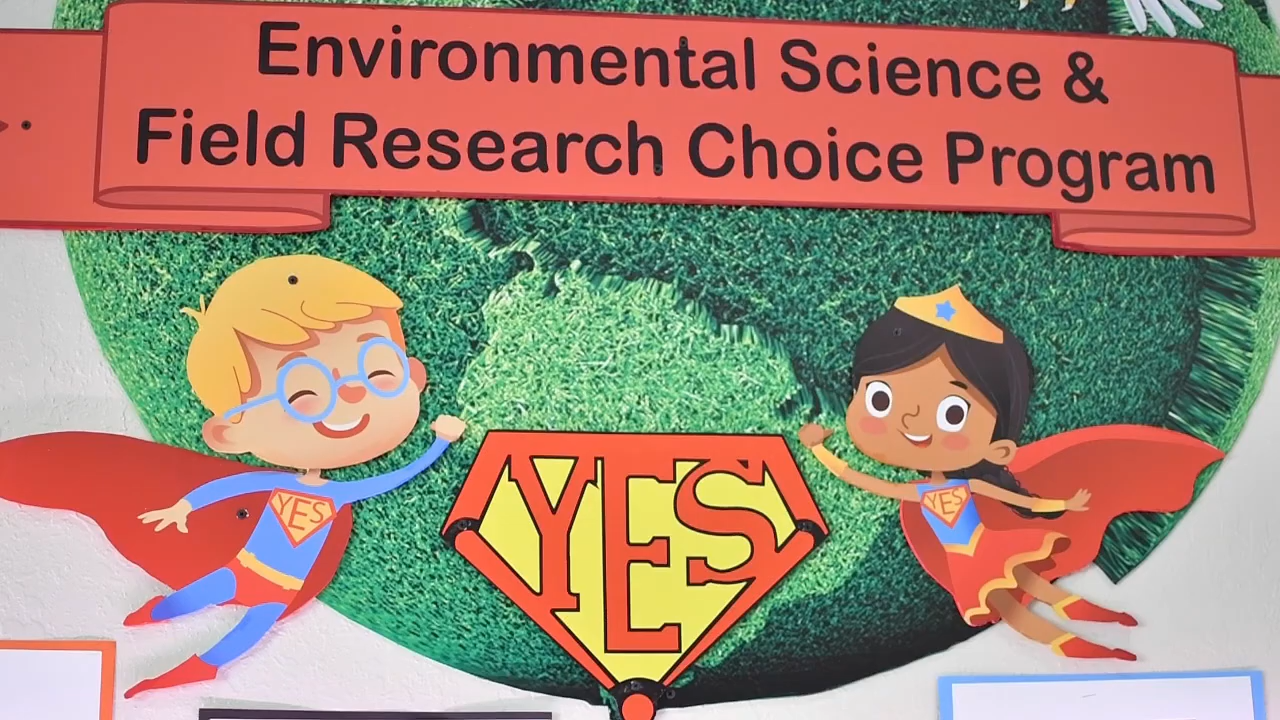 Environmental Science &
Field Research Choice Program
YES
YES
YES